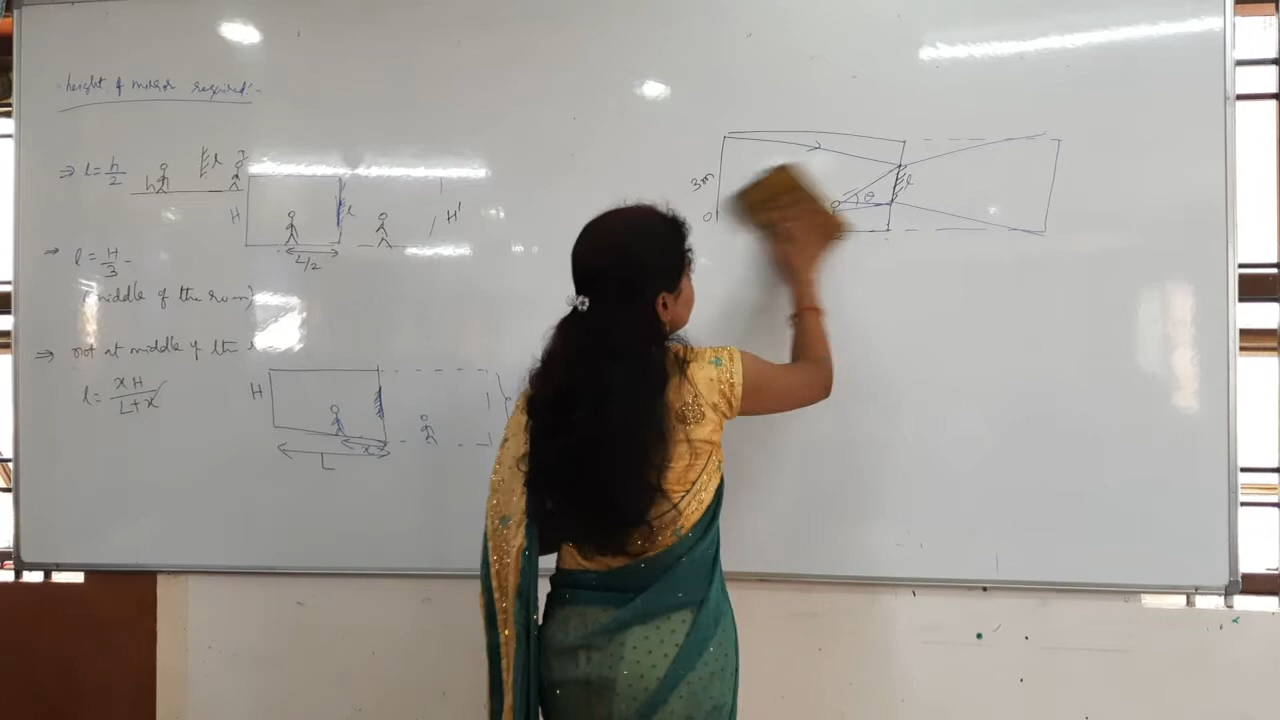 height of mirror required:-
⇒ l = h/2
h
l
H
l
H'
L/2
⇒ l = H/3 -
(middle of the room)
⇒ not at middle of the
l = xH/L+x
H
x
L
3m
0
θ
l